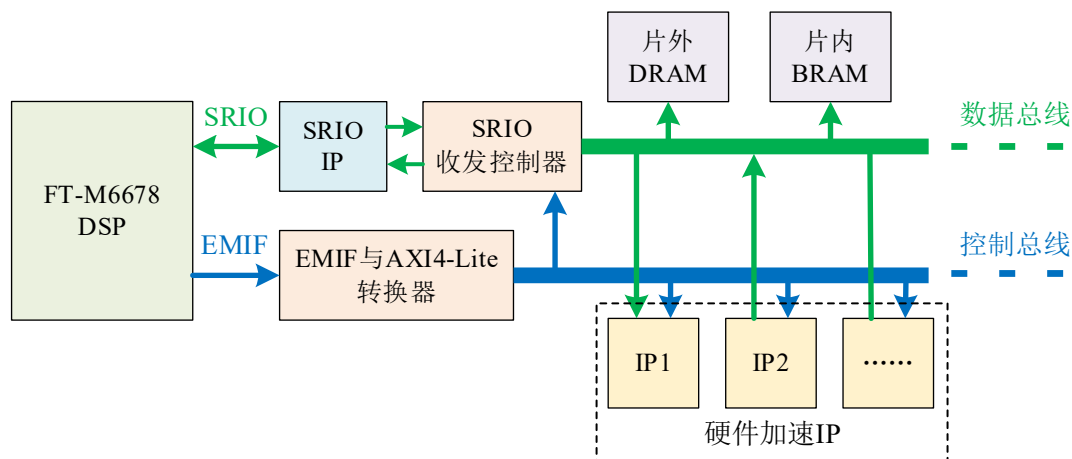 片外
DRAM
片内
BRAM
FT-M6678
DSP
SRIO
SRIO
IP
SRIO
收发控制器
数据总线
EMIF
EMIF与AXI4-Lite
转换器
控制总线
IP1
IP2
……
硬件加速IP